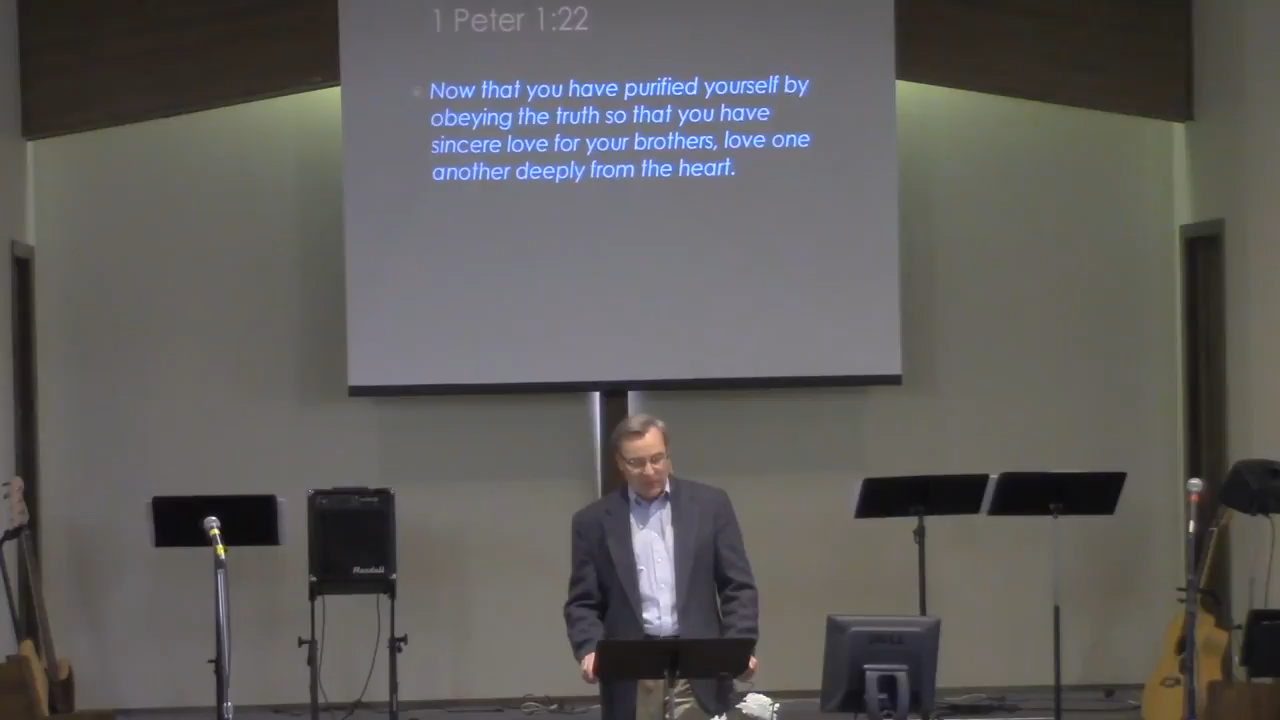 1 Peter 1:22
Now that you have purified yourself by
obeying the truth so that you have
sincere love for your brothers, love one
another deeply from the heart.
Randall
DELL